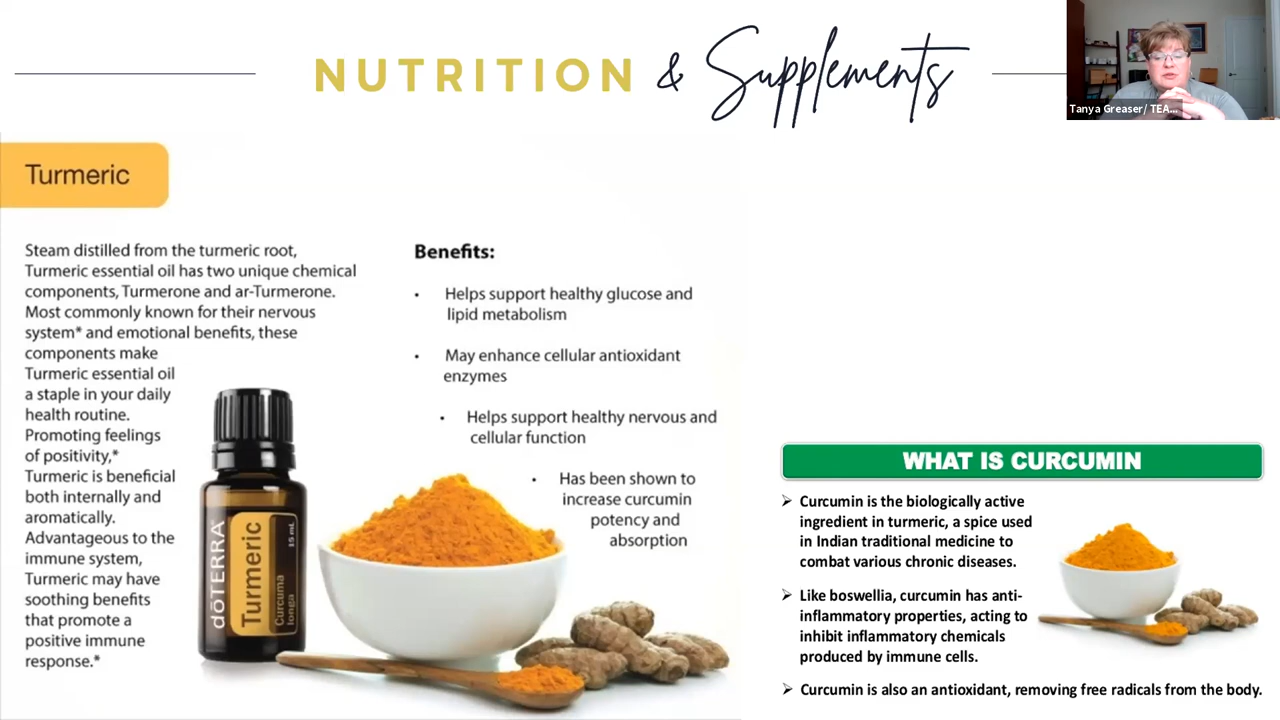 NUTRITION & Supplements
Tanya Greaser/ TEA...
Turmeric
Steam distilled from the turmeric root,
Turmeric essential oil has two unique chemical
components, Turmerone and ar-Turmerone.
Most commonly known for their nervous
system* and emotional benefits, these
components make
Turmeric essential oil
a staple in your daily
health routine.
Promoting feelings
of positivity,*
Turmeric is beneficial
both internally and
aromatically.
Advantageous to the
immune system,
Turmeric may have
soothing benefits
that promote a
positive immune
response.*
dōTERRA
Turmeric
Curcuma
longa
15 mL
Benefits:
• Helps support healthy glucose and
lipid metabolism
• May enhance cellular antioxidant
enzymes
• Helps support healthy nervous and
cellular function
• Has been shown to
increase curcumin
potency and
absorption
WHAT IS CURCUMIN
➢ Curcumin is the biologically active
ingredient in turmeric, a spice used
in Indian traditional medicine to
combat various chronic diseases.
➢ Like boswellia, curcumin has anti-
inflammatory properties, acting to
inhibit inflammatory chemicals
produced by immune cells.
➢ Curcumin is also an antioxidant, removing free radicals from the body.